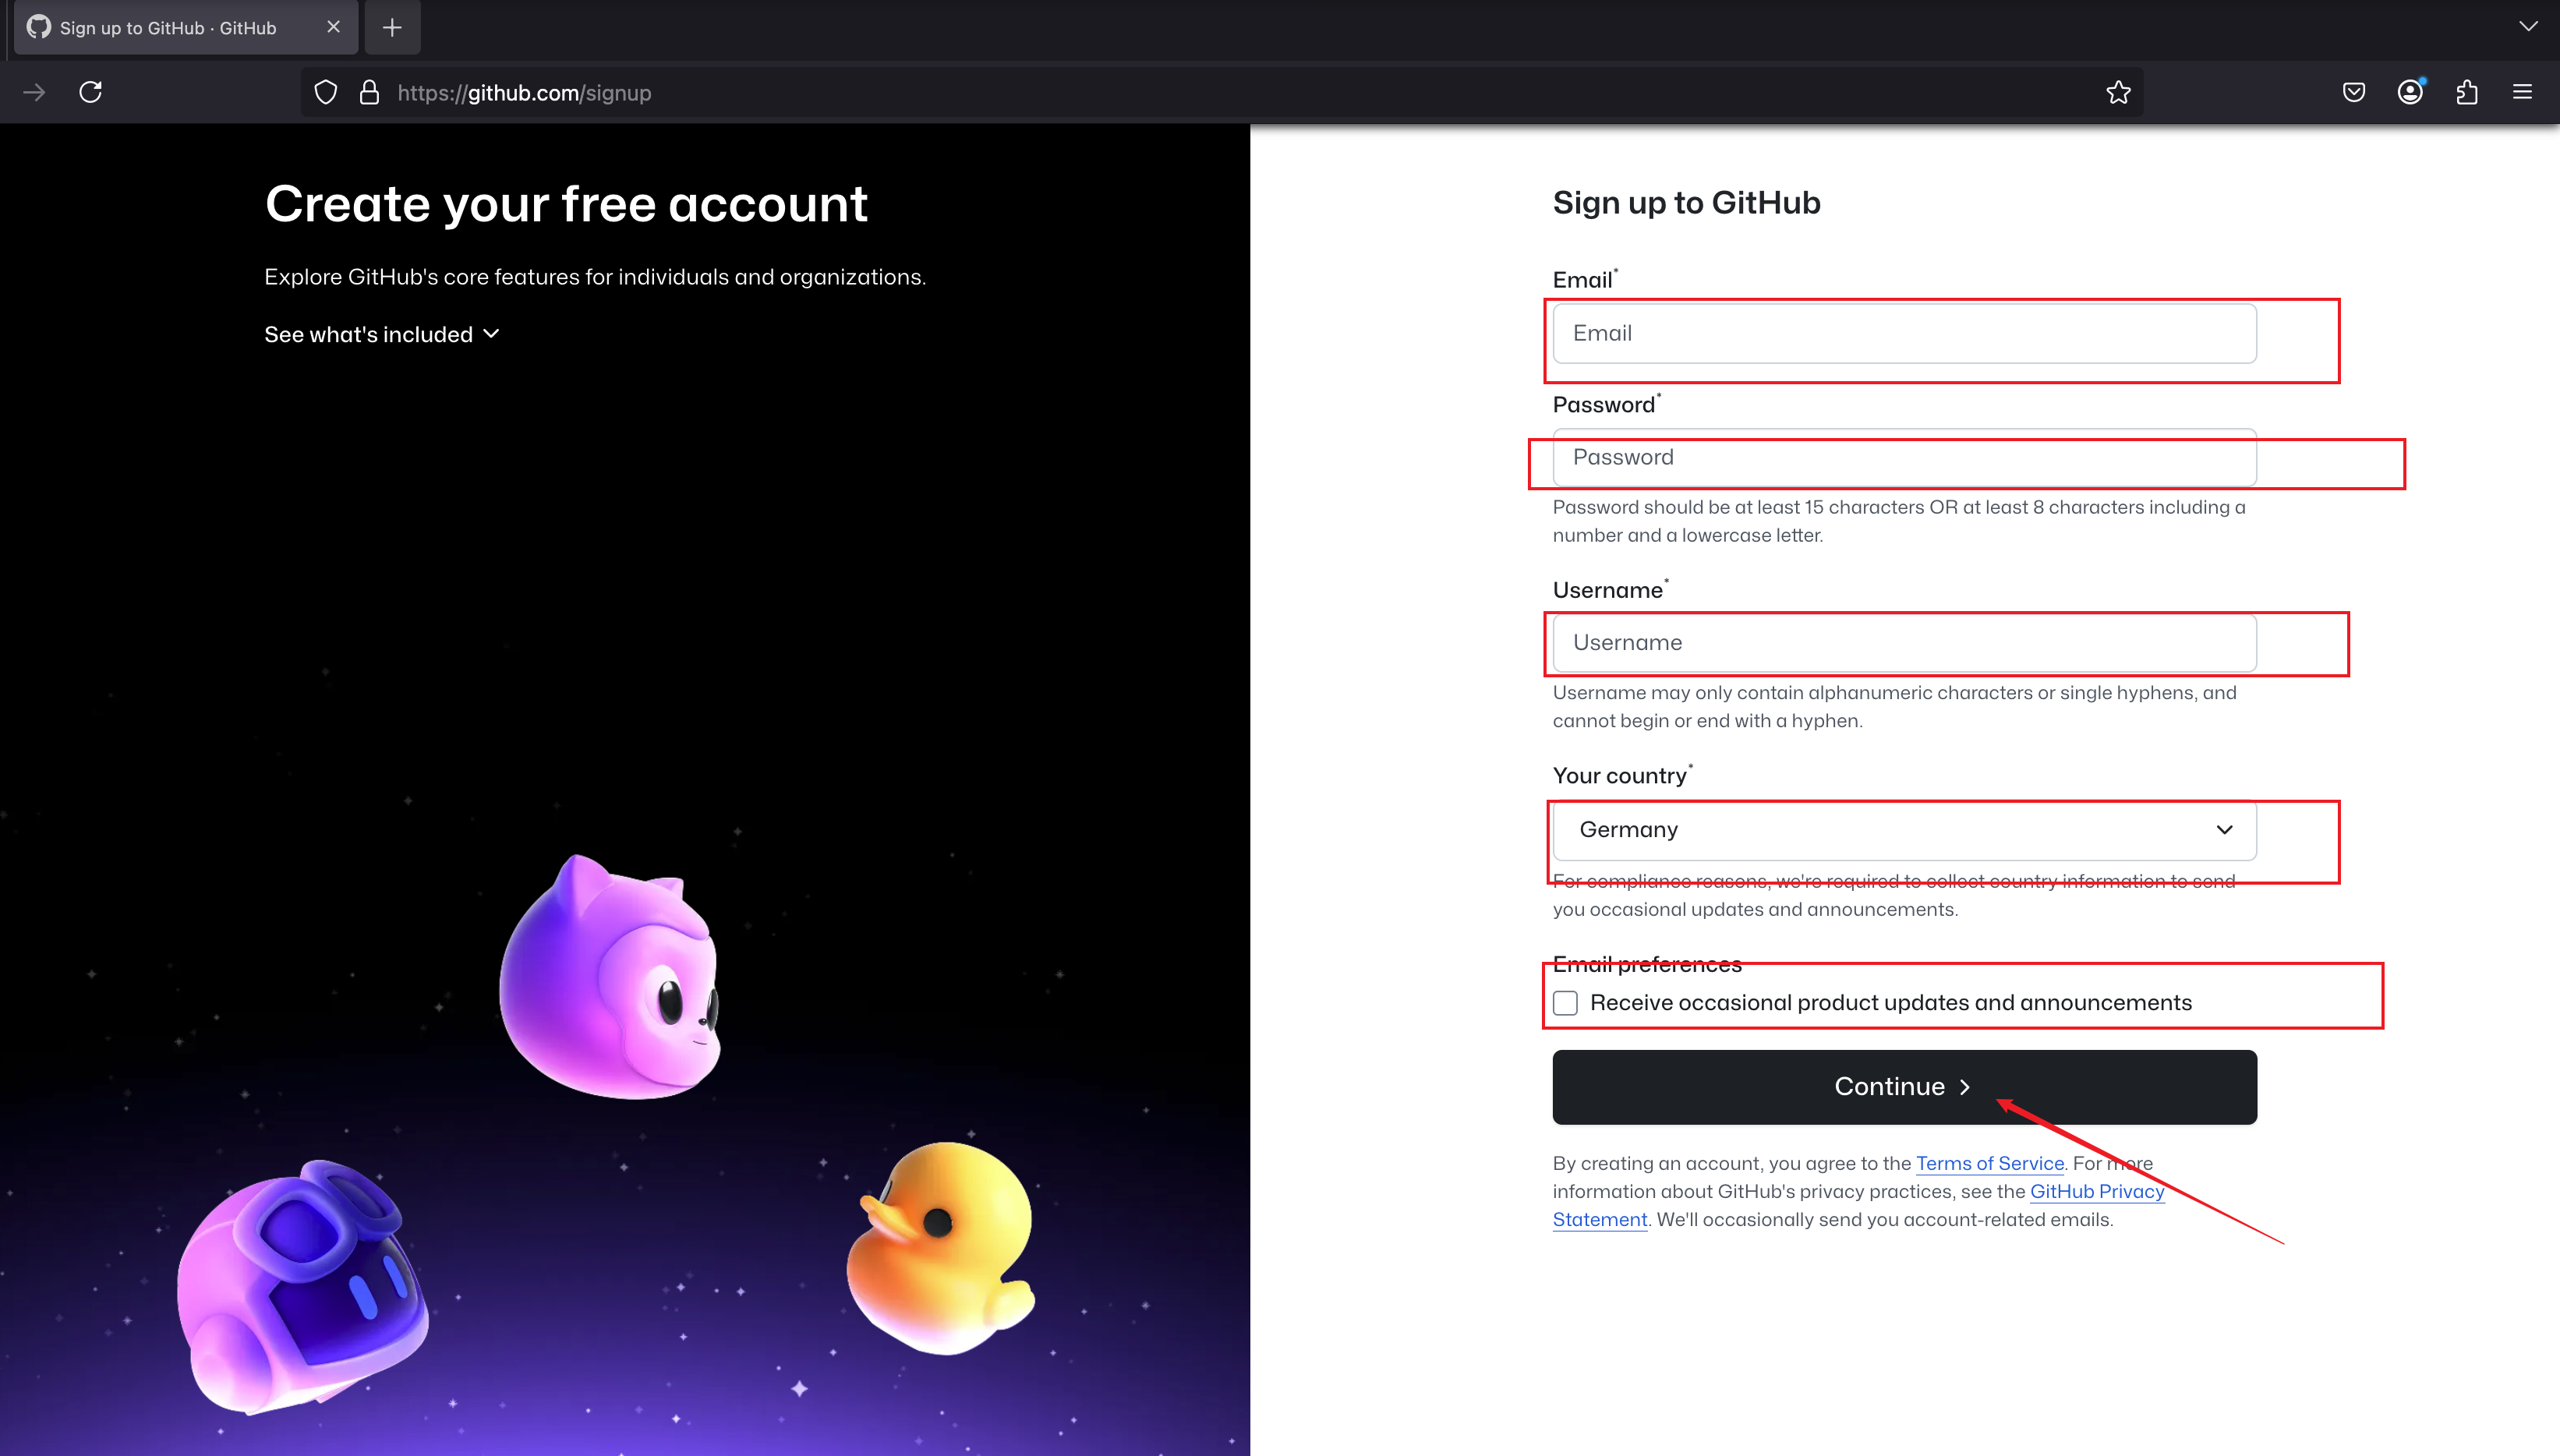 Sign up to GitHub · GitHub
https://github.com/signup
Create your free account
Explore GitHub's core features for individuals and organizations.
See what's included
Sign up to GitHub
Email*
Email
Password*
Password
Password should be at least 15 characters OR at least 8 characters including a
number and a lowercase letter.
Username*
Username
Username may only contain alphanumeric characters or single hyphens, and
cannot begin or end with a hyphen.
Your country*
Germany
For compliance reasons, we're required to collect country information to send
you occasional updates and announcements.
Email preferences
Receive occasional product updates and announcements
Continue
By creating an account, you agree to the Terms of Service. For more
information about GitHub's privacy practices, see the GitHub Privacy
Statement. We'll occasionally send you account-related emails.